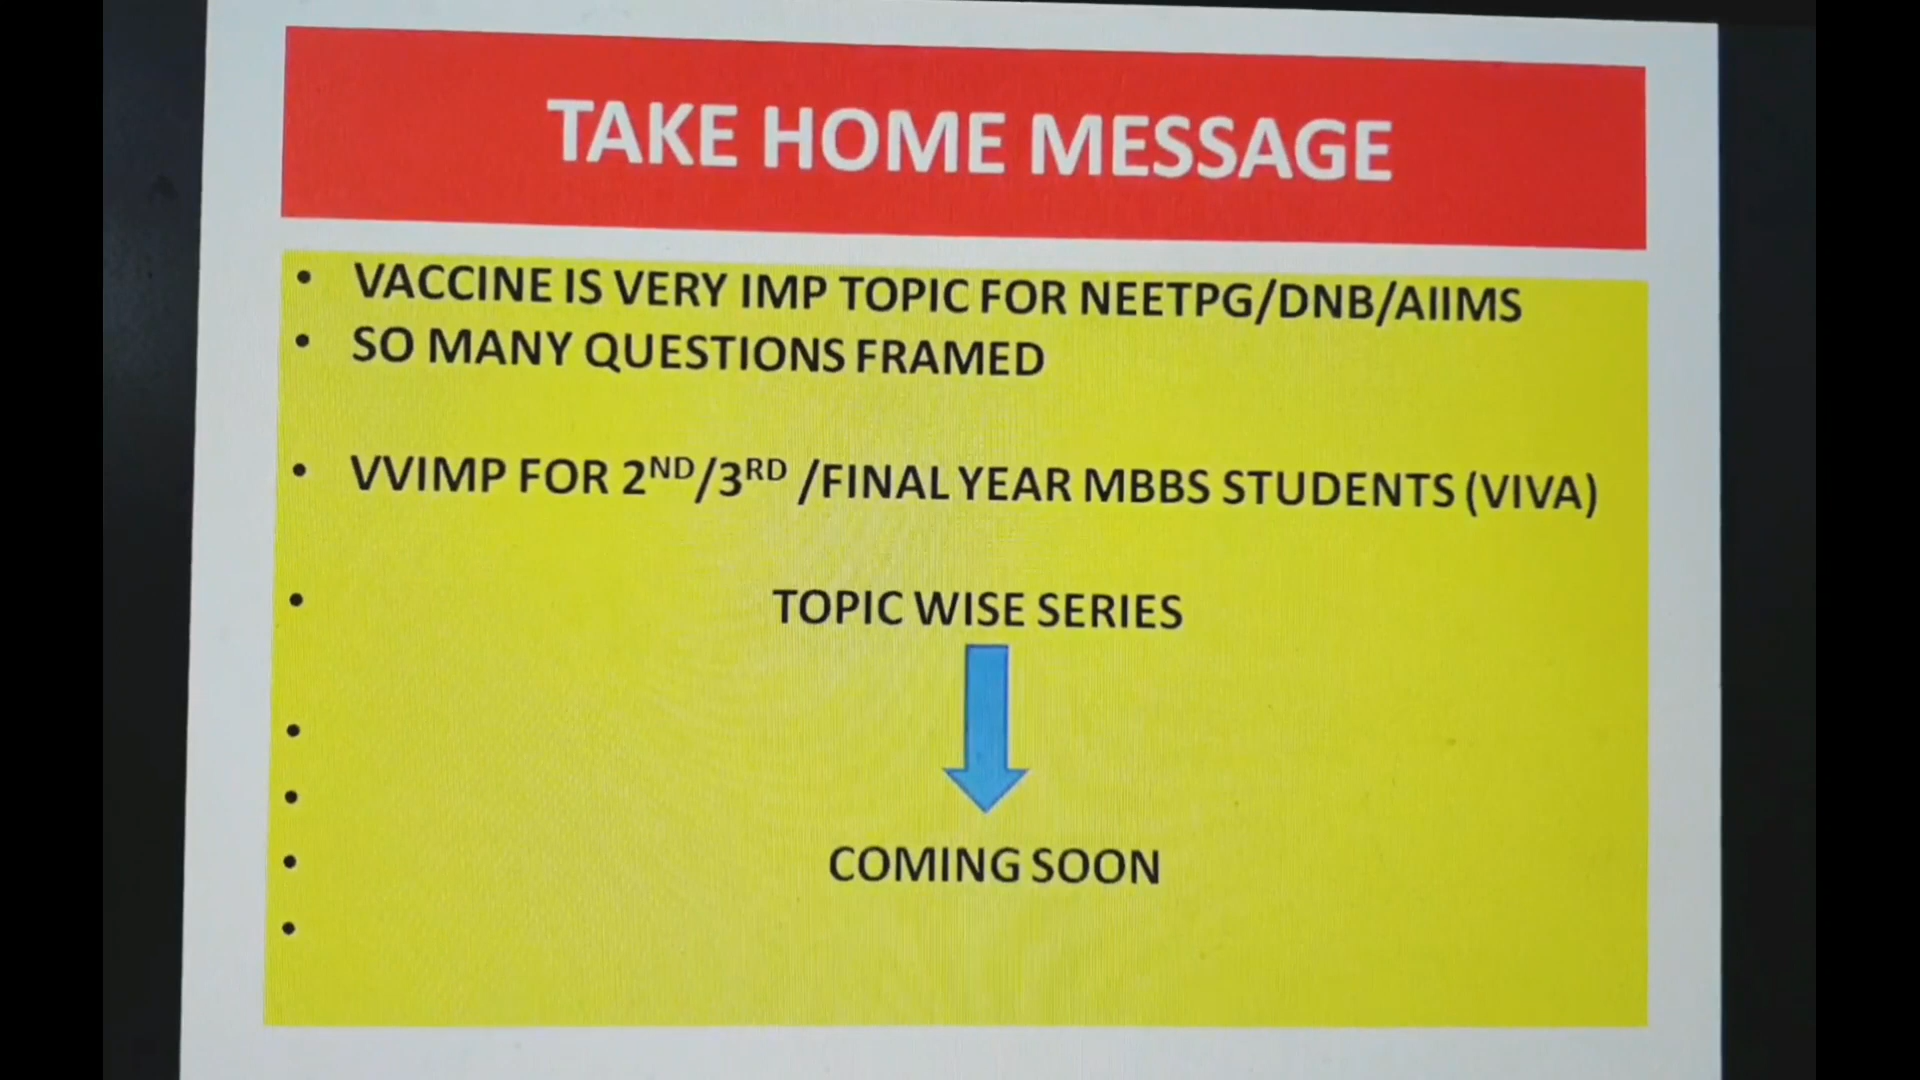 TAKE HOME MESSAGE
• VACCINE IS VERY IMP TOPIC FOR NEETPG/DNB/AIIMS
• SO MANY QUESTIONS FRAMED
• VVIMP FOR 2ND/3RD /FINAL YEAR MBBS STUDENTS (VIVA)
• TOPIC WISE SERIES
•
•
• COMING SOON
•